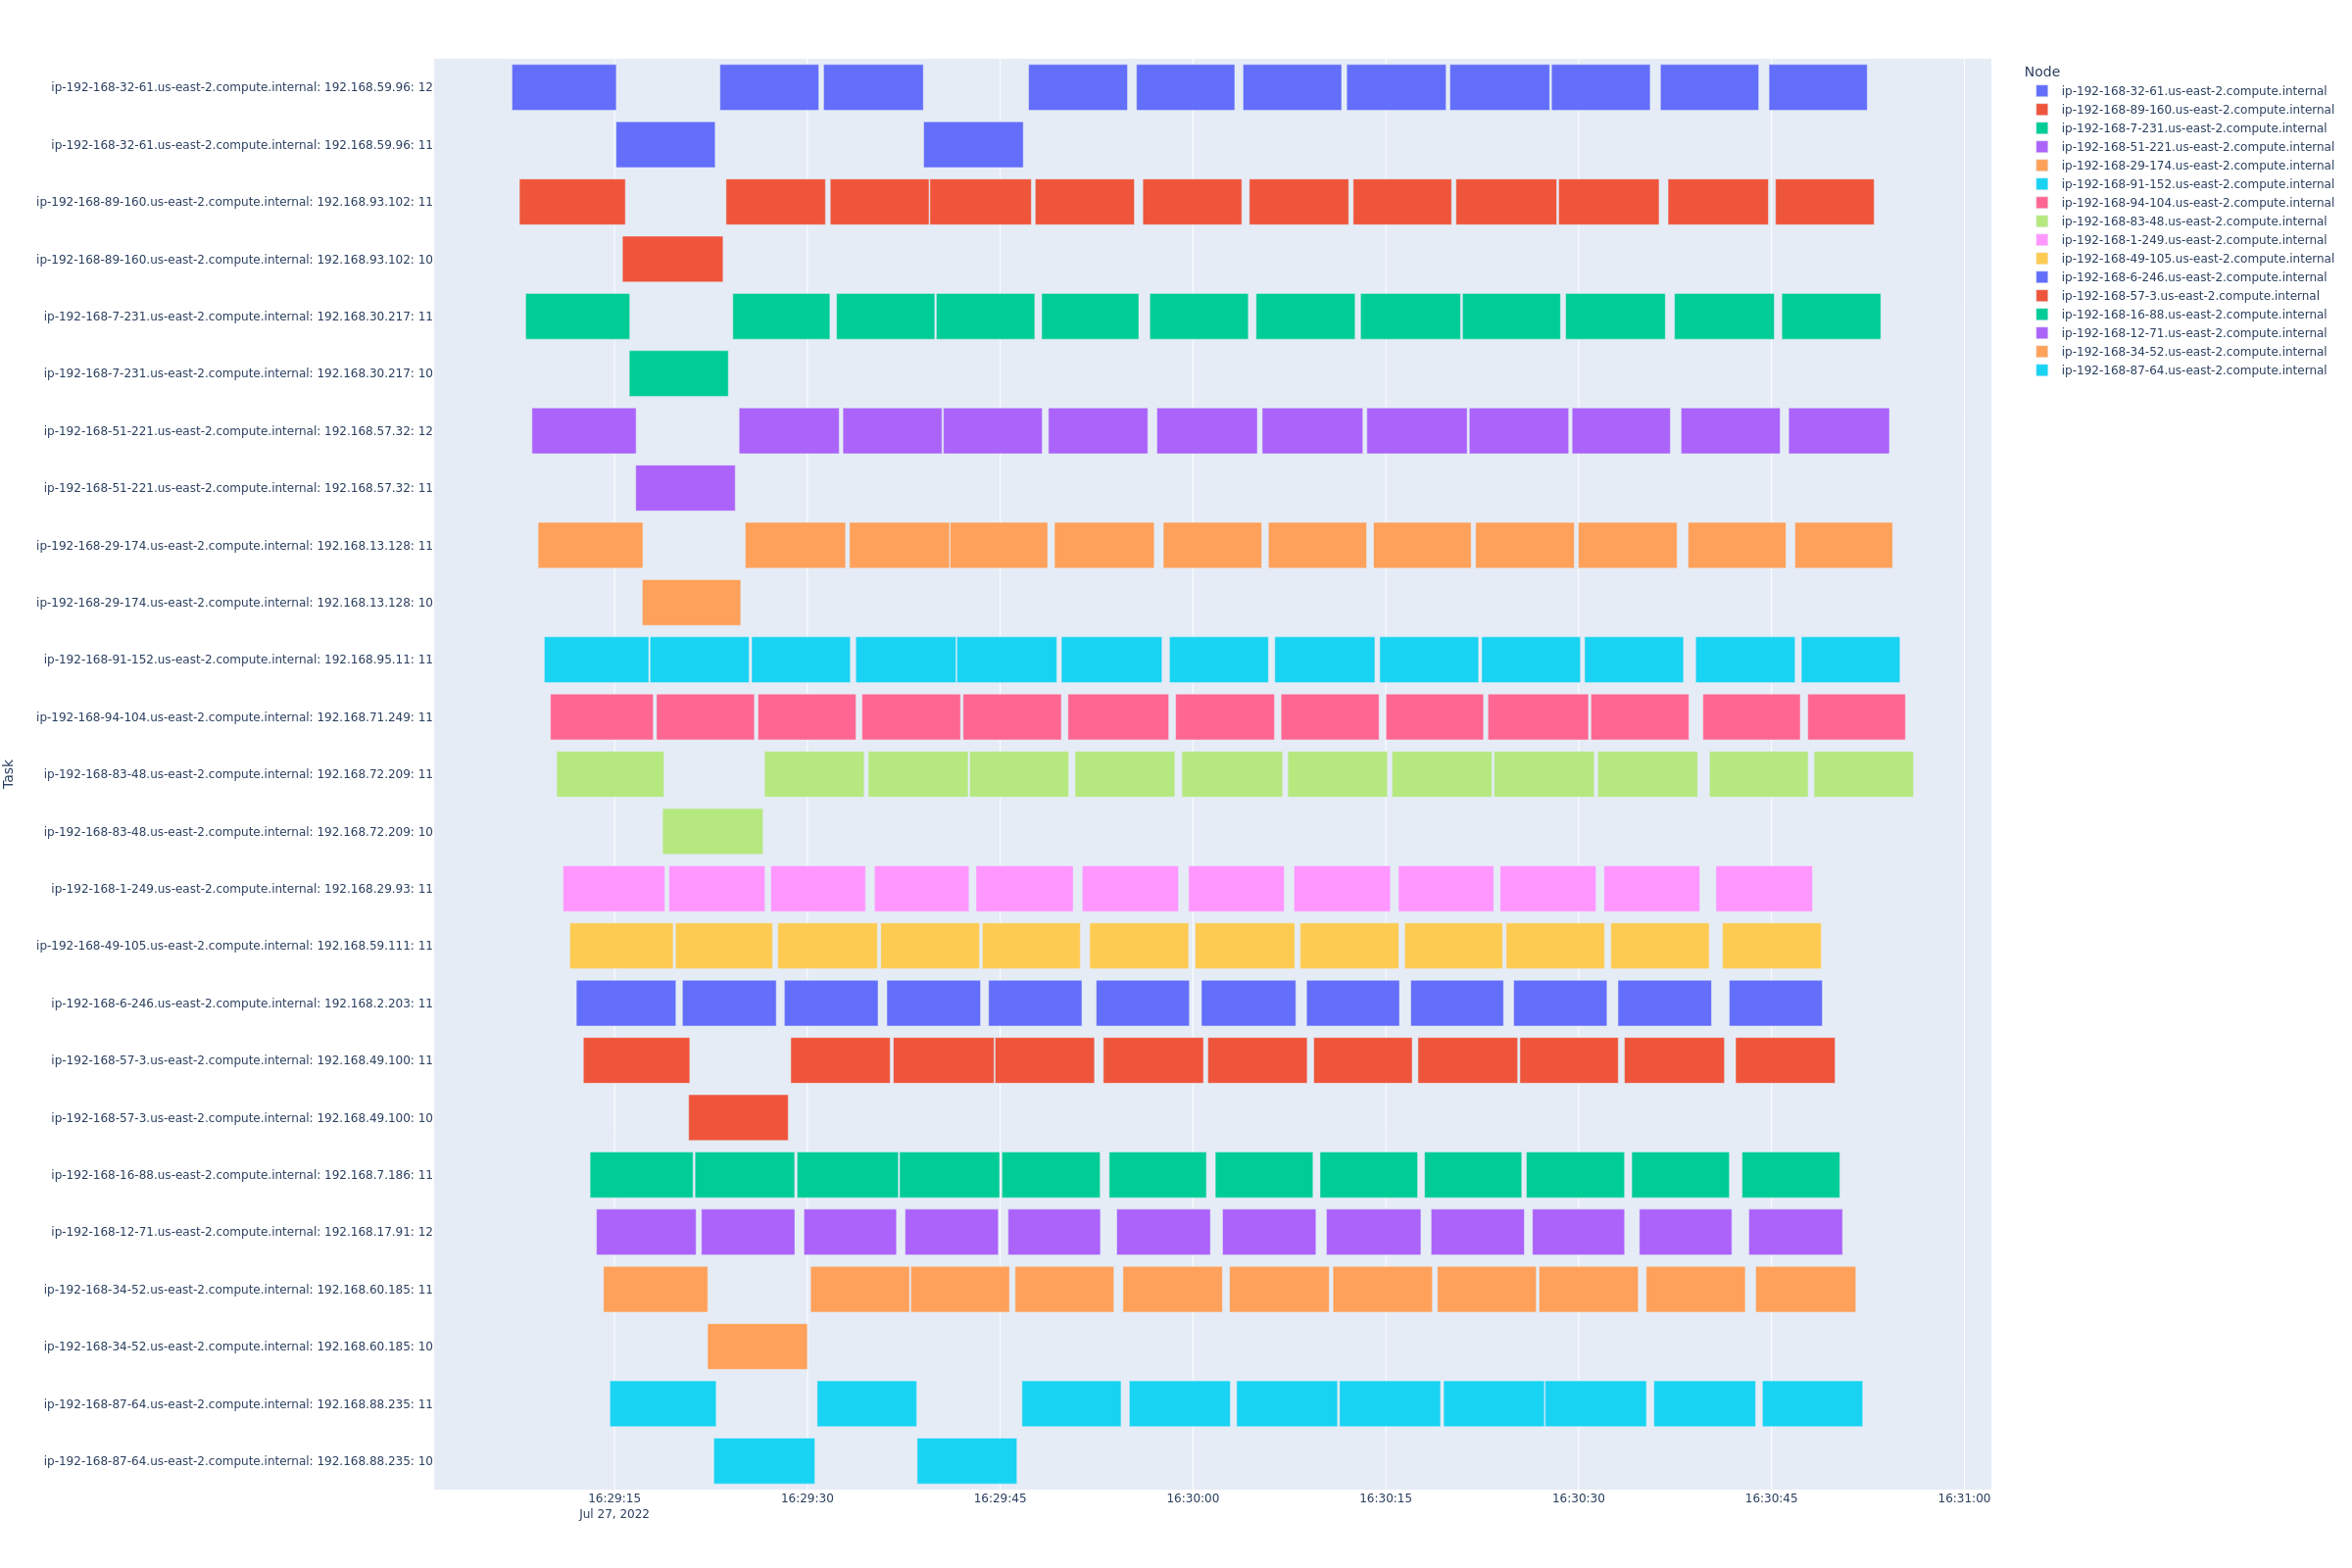 ip-192-168-32-61.us-east-2.compute.internal: 192.168.59.96: 12
ip-192-168-32-61.us-east-2.compute.internal: 192.168.59.96: 11
ip-192-168-89-160.us-east-2.compute.internal: 192.168.93.102: 11
ip-192-168-89-160.us-east-2.compute.internal: 192.168.93.102: 10
ip-192-168-7-231.us-east-2.compute.internal: 192.168.30.217: 11
ip-192-168-7-231.us-east-2.compute.internal: 192.168.30.217: 10
ip-192-168-51-221.us-east-2.compute.internal: 192.168.57.32: 12
ip-192-168-51-221.us-east-2.compute.internal: 192.168.57.32: 11
ip-192-168-29-174.us-east-2.compute.internal: 192.168.13.128: 11
ip-192-168-29-174.us-east-2.compute.internal: 192.168.13.128: 10
ip-192-168-91-152.us-east-2.compute.internal: 192.168.95.11: 11
ip-192-168-94-104.us-east-2.compute.internal: 192.168.71.249: 11
ip-192-168-83-48.us-east-2.compute.internal: 192.168.72.209: 11
ip-192-168-83-48.us-east-2.compute.internal: 192.168.72.209: 10
ip-192-168-1-249.us-east-2.compute.internal: 192.168.29.93: 11
ip-192-168-49-105.us-east-2.compute.internal: 192.168.59.111: 11
ip-192-168-6-246.us-east-2.compute.internal: 192.168.2.203: 11
ip-192-168-57-3.us-east-2.compute.internal: 192.168.49.100: 11
ip-192-168-57-3.us-east-2.compute.internal: 192.168.49.100: 10
ip-192-168-16-88.us-east-2.compute.internal: 192.168.7.186: 11
ip-192-168-12-71.us-east-2.compute.internal: 192.168.17.91: 12
ip-192-168-34-52.us-east-2.compute.internal: 192.168.60.185: 11
ip-192-168-34-52.us-east-2.compute.internal: 192.168.60.185: 10
ip-192-168-87-64.us-east-2.compute.internal: 192.168.88.235: 11
ip-192-168-87-64.us-east-2.compute.internal: 192.168.88.235: 10
Task
16:29:15 16:29:30 16:29:45 16:30:00 16:30:15 16:30:30 16:30:45 16:31:00
Jul 27, 2022
Node
ip-192-168-32-61.us-east-2.compute.internal
ip-192-168-89-160.us-east-2.compute.internal
ip-192-168-7-231.us-east-2.compute.internal
ip-192-168-51-221.us-east-2.compute.internal
ip-192-168-29-174.us-east-2.compute.internal
ip-192-168-91-152.us-east-2.compute.internal
ip-192-168-94-104.us-east-2.compute.internal
ip-192-168-83-48.us-east-2.compute.internal
ip-192-168-1-249.us-east-2.compute.internal
ip-192-168-49-105.us-east-2.compute.internal
ip-192-168-6-246.us-east-2.compute.internal
ip-192-168-57-3.us-east-2.compute.internal
ip-192-168-16-88.us-east-2.compute.internal
ip-192-168-12-71.us-east-2.compute.internal
ip-192-168-34-52.us-east-2.compute.internal
ip-192-168-87-64.us-east-2.compute.internal